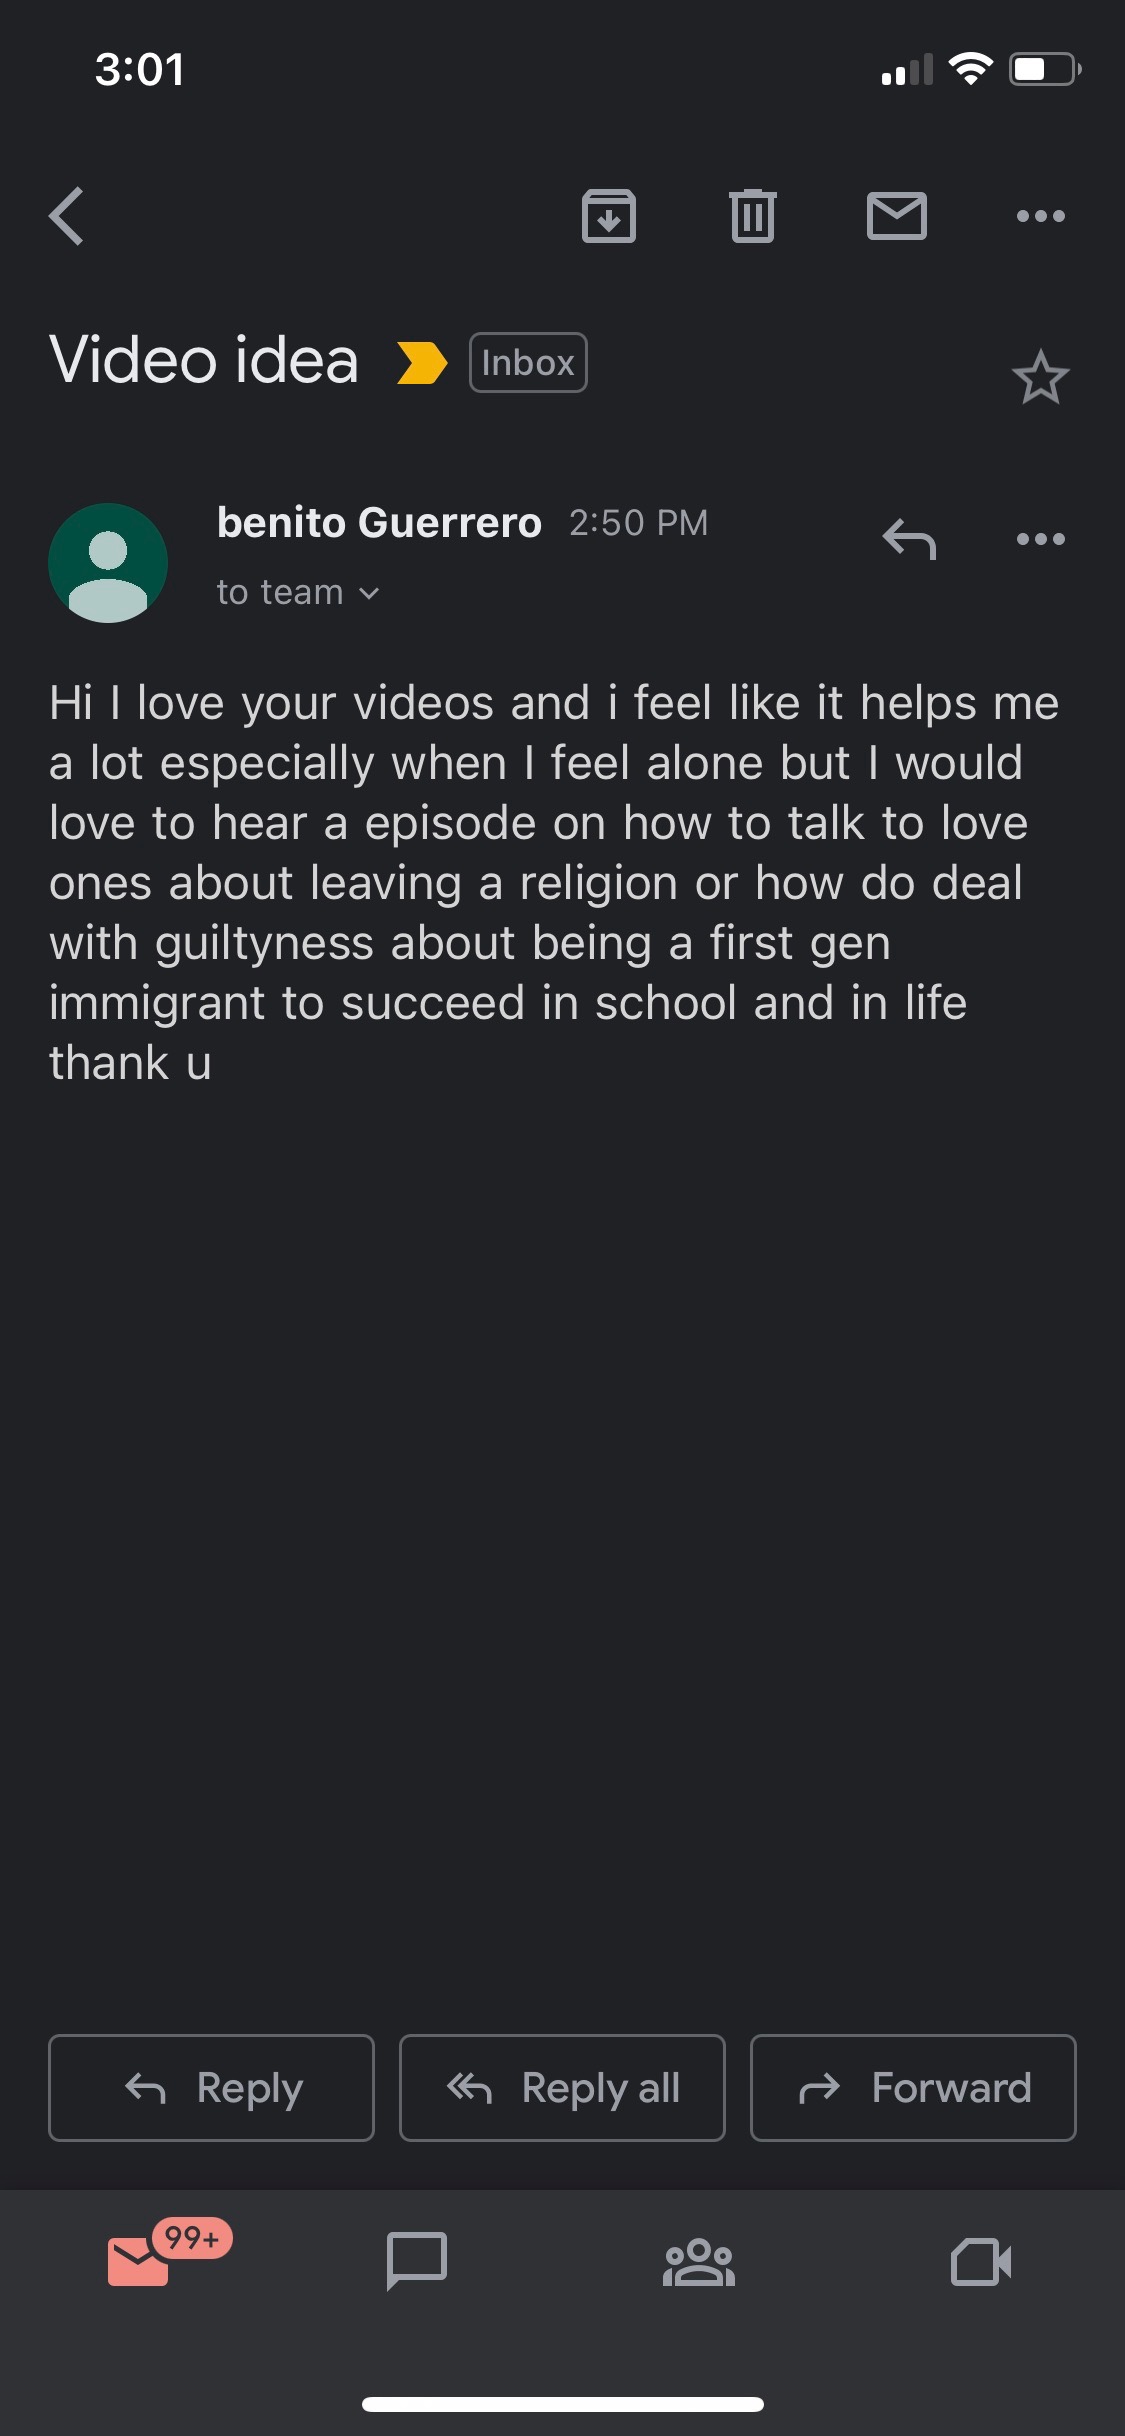 3:01
Video idea Inbox
benito Guerrero 2:50 PM
to team
Hi I love your videos and i feel like it helps me
a lot especially when I feel alone but I would
love to hear a episode on how to talk to love
ones about leaving a religion or how do deal
with guiltyness about being a first gen
immigrant to succeed in school and in life
thank u
Reply Reply all Forward
99+